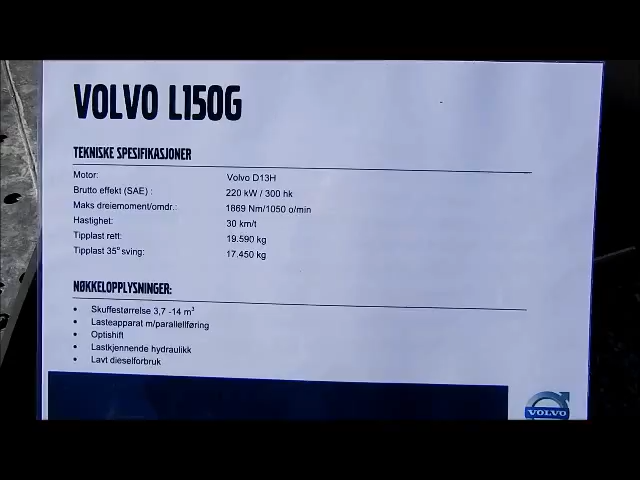 VOLVO L150G
TEKNISKE SPESIFIKASJONER
Motor: Volvo D13H
Brutto effekt (SAE) : 220 kW / 300 hk
Maks dreiemoment/omdr.: 1869 Nm/1050 o/min
Hastighet: 30 km/t
Tipplast rett: 19.590 kg
Tipplast 35° sving: 17.450 kg
NØKKELOPPLYSNINGER:
• Skuffestørrelse 3,7 -14 m³
• Lasteapparat m/parallellføring
• Optishift
• Lastkjennende hydraulikk
• Lavt dieselforbruk
VOLVO